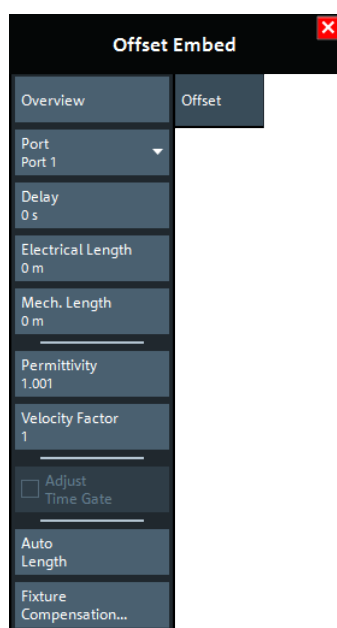 Offset Embed
Overview
Offset
Port
Port 1
Delay
0 s
Electrical Length
0 m
Mech. Length
0 m
Permittivity
1.001
Velocity Factor
1
Adjust
Time Gate
Auto
Length
Fixture
Compensation...